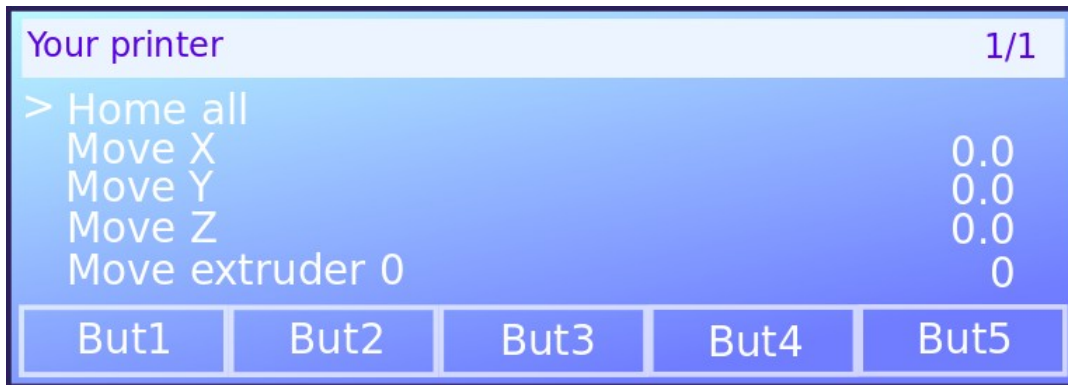 Your printer 1/1
> Home all
Move X 0.0
Move Y 0.0
Move Z 0.0
Move extruder 0 0
But1 But2 But3 But4 But5